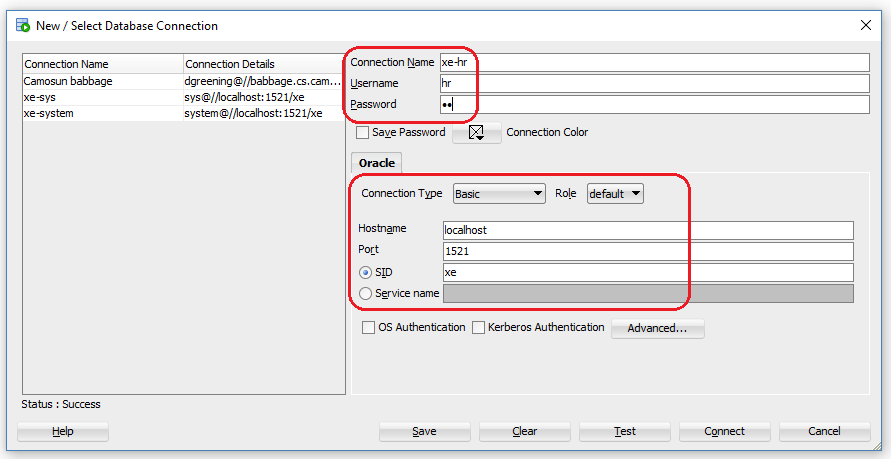 New / Select Database Connection
Connection Name Connection Details
Camosun babbage dgreening@//babbage.cs.cam...
xe-sys sys@//localhost:1521/xe
xe-system system@//localhost:1521/xe
Connection Name xe-hr
Username hr
Password ••
Save Password Connection Color
Oracle
Connection Type Basic Role default
Hostname localhost
Port 1521
SID xe
Service name
OS Authentication Kerberos Authentication Advanced...
Status : Success
Help Save Clear Test Connect Cancel